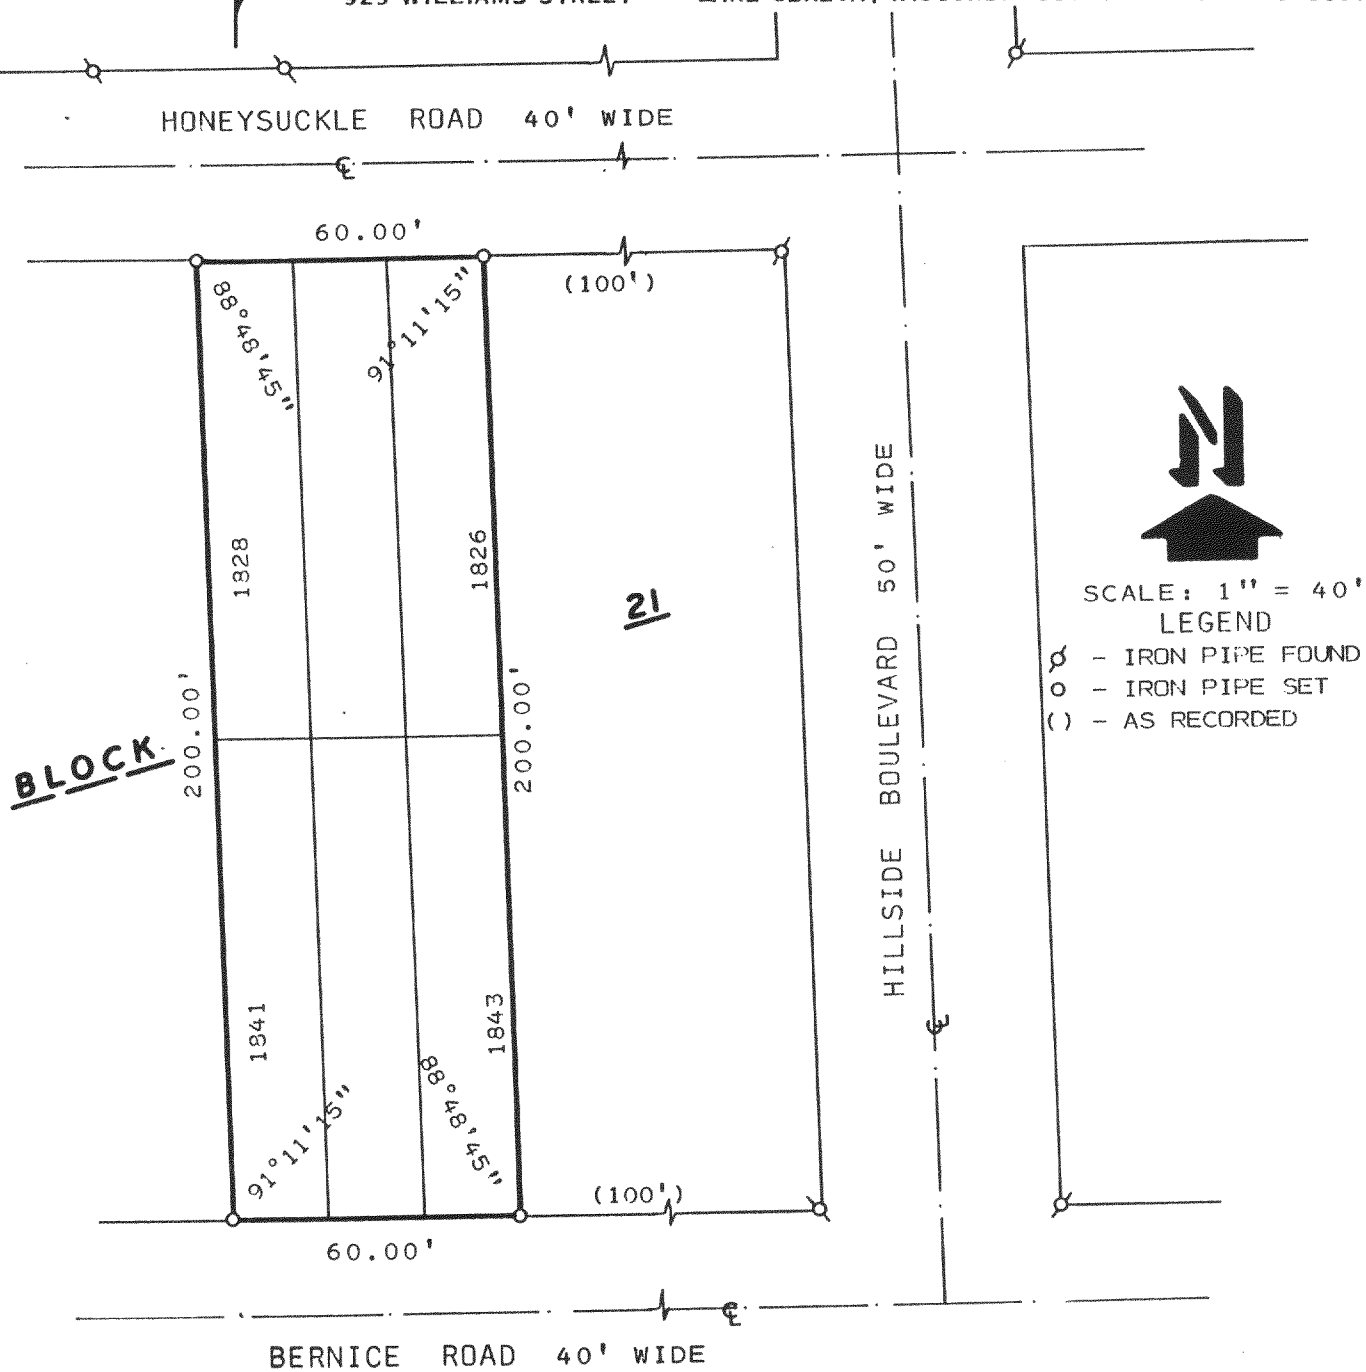 HONEYSUCKLE ROAD 40' WIDE
℄
60.00'
(100')
88°48'45"
91°11'15"
1828
1826
21
HILLSIDE BOULEVARD 50' WIDE
N
SCALE: 1" = 40'
LEGEND
- IRON PIPE FOUND
- IRON PIPE SET
() - AS RECORDED
BLOCK
200.00'
200.00'
1841
1843
℄
91°11'15"
88°48'45"
(100')
60.00'
℄
BERNICE ROAD 40' WIDE